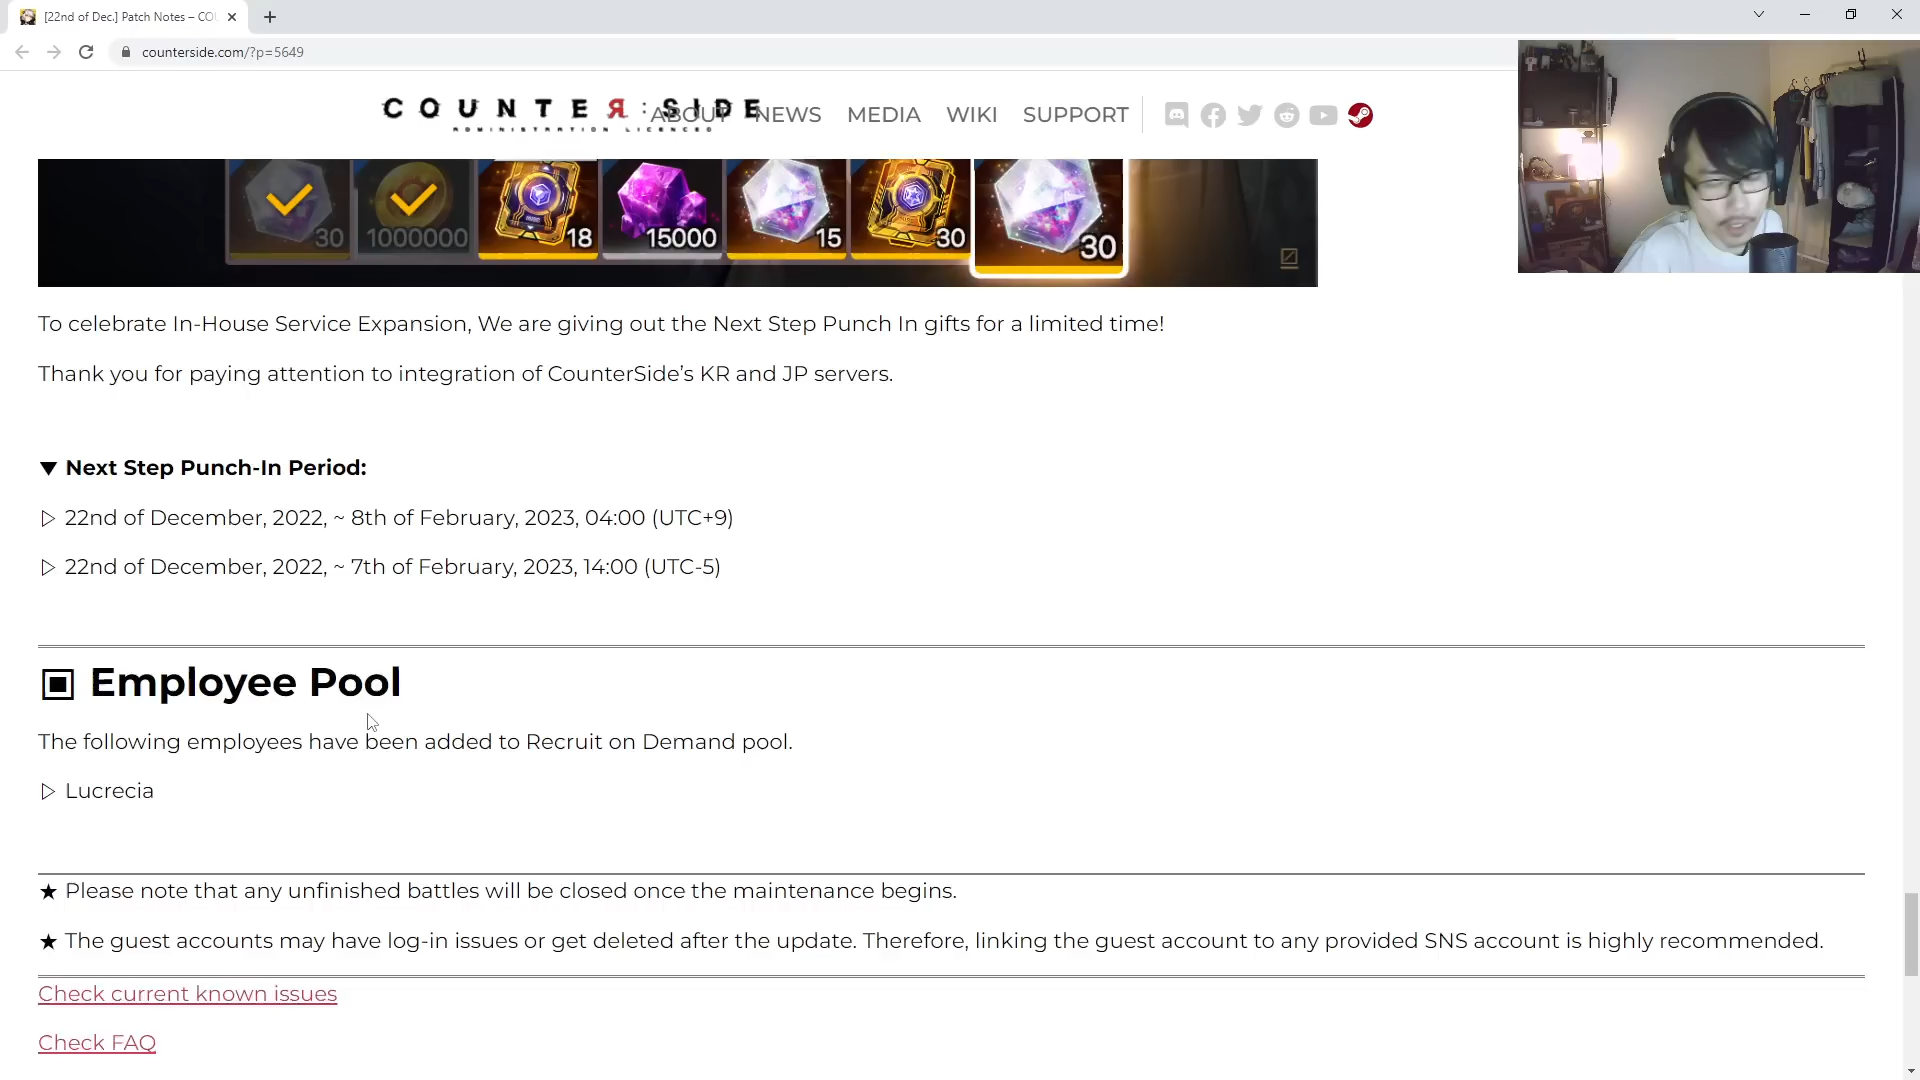 [22nd of Dec.] Patch Notes – COU
counterside.com/?p=5649
COUNTER:SIDE
ADMINISTRATION LICENCED
ABOUT NEWS MEDIA WIKI SUPPORT
30 1000000 18 15000 15 30 30
To celebrate In-House Service Expansion, We are giving out the Next Step Punch In gifts for a limited time!
Thank you for paying attention to integration of CounterSide’s KR and JP servers.
▼ Next Step Punch-In Period:
▷ 22nd of December, 2022, ~ 8th of February, 2023, 04:00 (UTC+9)
▷ 22nd of December, 2022, ~ 7th of February, 2023, 14:00 (UTC-5)
▣ Employee Pool
The following employees have been added to Recruit on Demand pool.
▷ Lucrecia
★ Please note that any unfinished battles will be closed once the maintenance begins.
★ The guest accounts may have log-in issues or get deleted after the update. Therefore, linking the guest account to any provided SNS account is highly recommended.
Check current known issues
Check FAQ